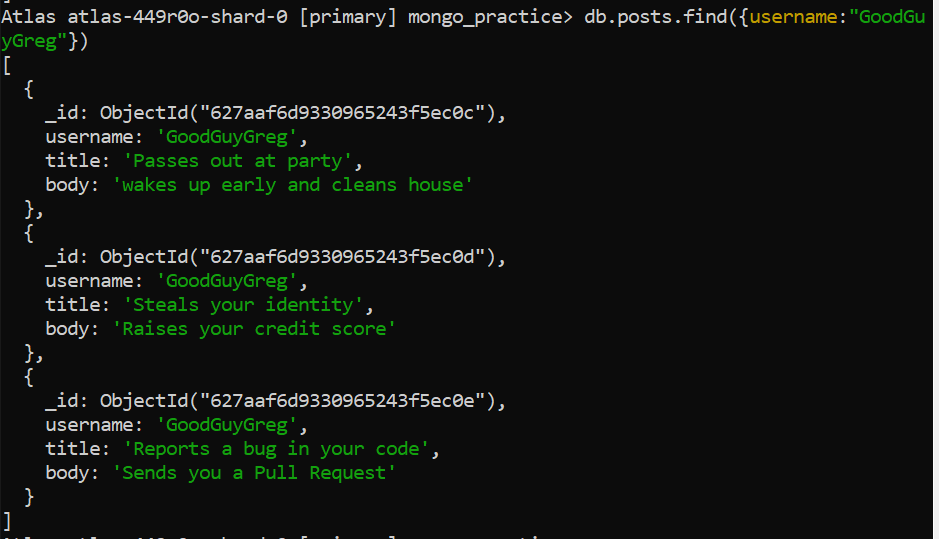 Atlas atlas-449r0o-shard-0 [primary] mongo_practice> db.posts.find({username:"GoodGu
yGreg"})
[
  {
    _id: ObjectId("627aaf6d9330965243f5ec0c"),
    username: 'GoodGuyGreg',
    title: 'Passes out at party',
    body: 'wakes up early and cleans house'
  },
  {
    _id: ObjectId("627aaf6d9330965243f5ec0d"),
    username: 'GoodGuyGreg',
    title: 'Steals your identity',
    body: 'Raises your credit score'
  },
  {
    _id: ObjectId("627aaf6d9330965243f5ec0e"),
    username: 'GoodGuyGreg',
    title: 'Reports a bug in your code',
    body: 'Sends you a Pull Request'
  }
]